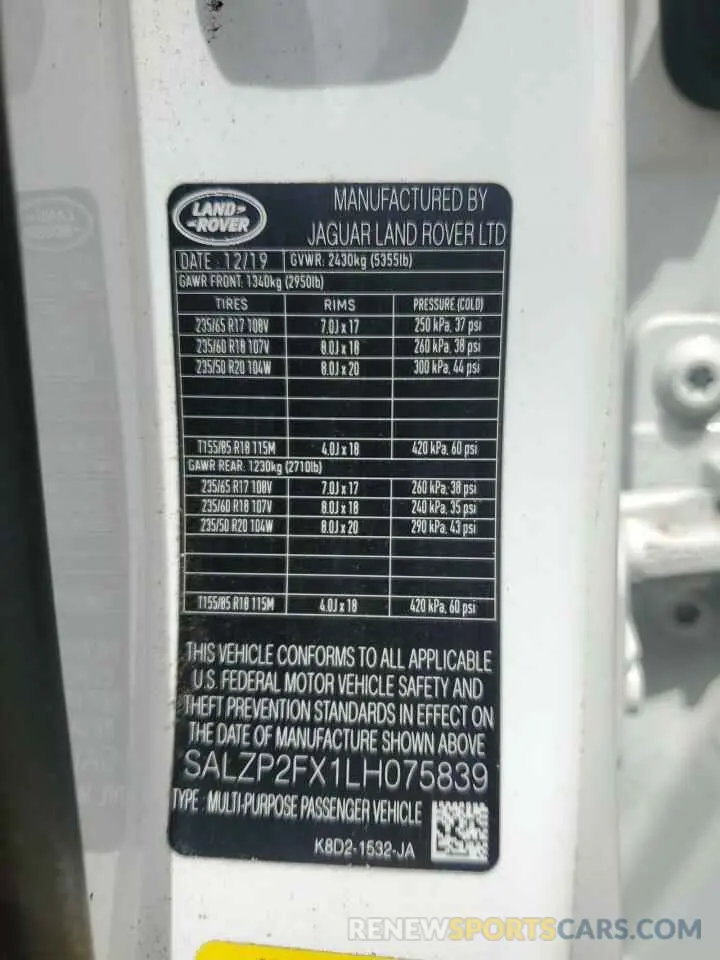 LAND
ROVER
MANUFACTURED BY
JAGUAR LAND ROVER LTD
DATE : 12/19 GVWR: 2430kg (5355lb)
GAWR FRONT: 1340kg (2950lb)
TIRES RIMS PRESSURE (COLD)
235/65 R17 108V 7.0J x 17 250 kPa, 37 psi
235/60 R18 107V 8.0J x 18 260 kPa, 38 psi
235/50 R20 104W 8.0J x 20 300 kPa, 44 psi
T155/85 R18 115M 4.0J x 18 420 kPa, 60 psi
GAWR REAR: 1230kg (2710lb)
235/65 R17 108V 7.0J x 17 260 kPa, 38 psi
235/60 R18 107V 8.0J x 18 240 kPa, 35 psi
235/50 R20 104W 8.0J x 20 290 kPa, 43 psi
T155/85 R18 115M 4.0J x 18 420 kPa, 60 psi
THIS VEHICLE CONFORMS TO ALL APPLICABLE
U.S. FEDERAL MOTOR VEHICLE SAFETY AND
THEFT PREVENTION STANDARDS IN EFFECT ON
THE DATE OF MANUFACTURE SHOWN ABOVE
SALZP2FX1LH075839
TYPE: MULTI-PURPOSE PASSENGER VEHICLE
K8D2-1532-JA
RENEWSPORTSCARS.COM